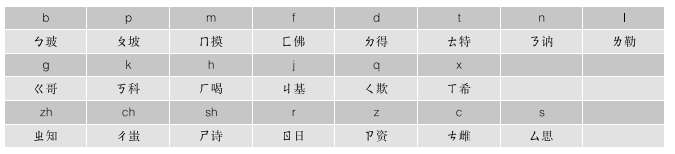 b p m f d t n l
ㄅ玻 ㄆ坡 ㄇ摸 ㄈ佛 ㄉ得 ㄊ特 ㄋ讷 ㄌ勒
g k h j q x
ㄍ哥 ㄎ科 ㄏ喝 ㄐ基 ㄑ欺 ㄒ希
zh ch sh r z c s
ㄓ知 ㄔ蚩 ㄕ诗 ㄖ日 ㄗ资 ㄘ雌 ㄙ思